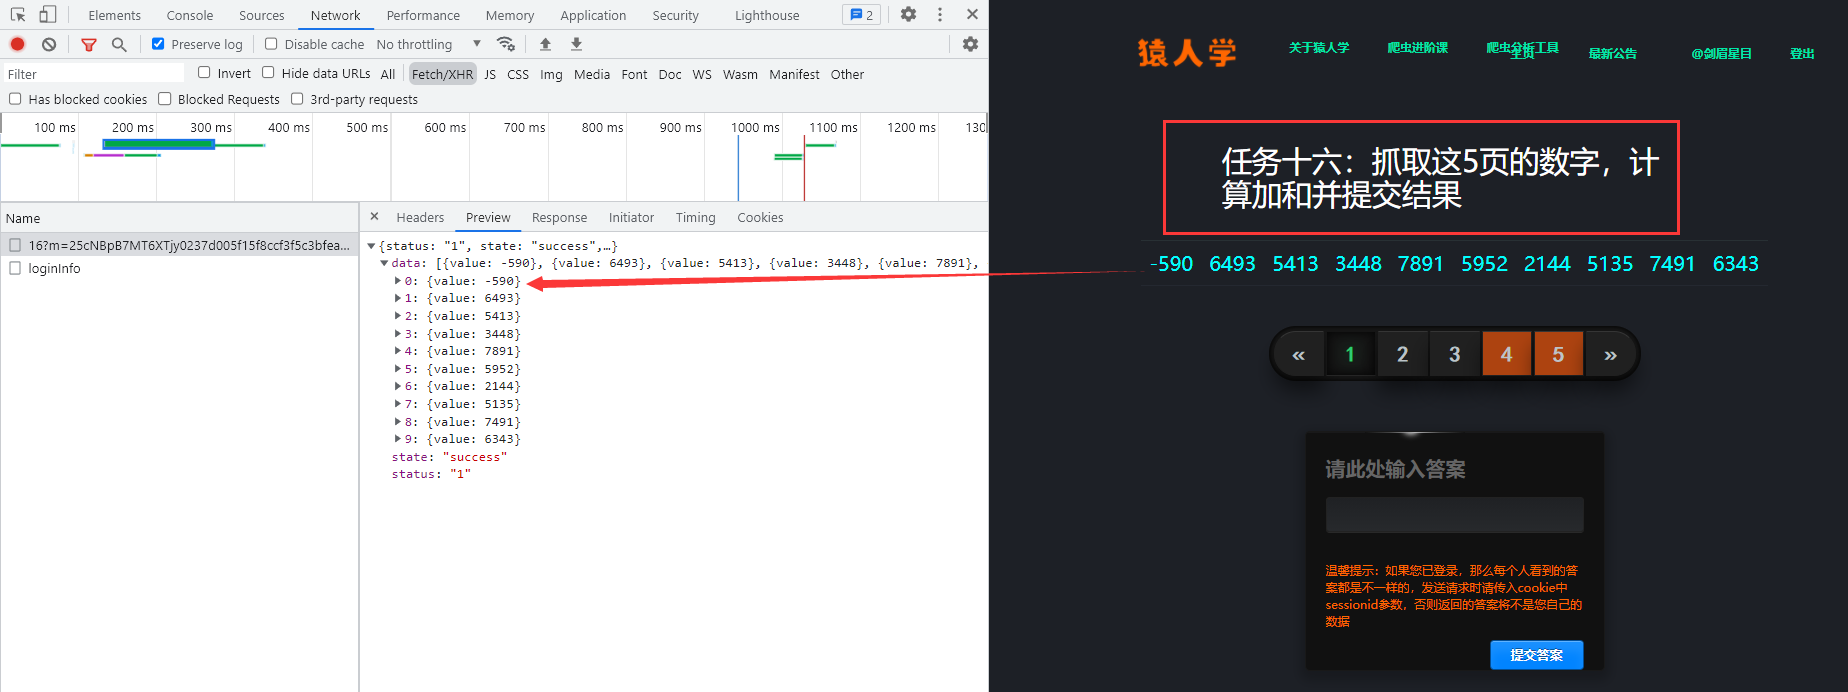 Elements Console Sources Network Performance Memory Application Security Lighthouse 2
Preserve log Disable cache No throttling
Filter Invert Hide data URLs All Fetch/XHR JS CSS Img Media Font Doc WS Wasm Manifest Other
Has blocked cookies Blocked Requests 3rd-party requests
100 ms 200 ms 300 ms 400 ms 500 ms 600 ms 700 ms 800 ms 900 ms 1000 ms 1100 ms 1200 ms 130
Name
16?m=25cNBpB7MT6XTjy0237d005f15f8ccf3f5c3bfea...
loginInfo
Headers Preview Response Initiator Timing Cookies
{status: "1", state: "success",…}
data: [{value: -590}, {value: 6493}, {value: 5413}, {value: 3448}, {value: 7891},
0: {value: -590}
1: {value: 6493}
2: {value: 5413}
3: {value: 3448}
4: {value: 7891}
5: {value: 5952}
6: {value: 2144}
7: {value: 5135}
8: {value: 7491}
9: {value: 6343}
state: "success"
status: "1"
猿人学 关于猿人学 爬虫进阶课 爬虫分析工具 主页 最新公告 @剑眉星目 登出
任务十六：抓取这5页的数字，计
算加和并提交结果
-590 6493 5413 3448 7891 5952 2144 5135 7491 6343
« 1 2 3 4 5 »
请此处输入答案
温馨提示：如果您已登录，那么每个人看到的答
案都是不一样的，发送请求时请传入cookie中
sessionid参数，否则返回的答案将不是您自己的
数据
提交答案